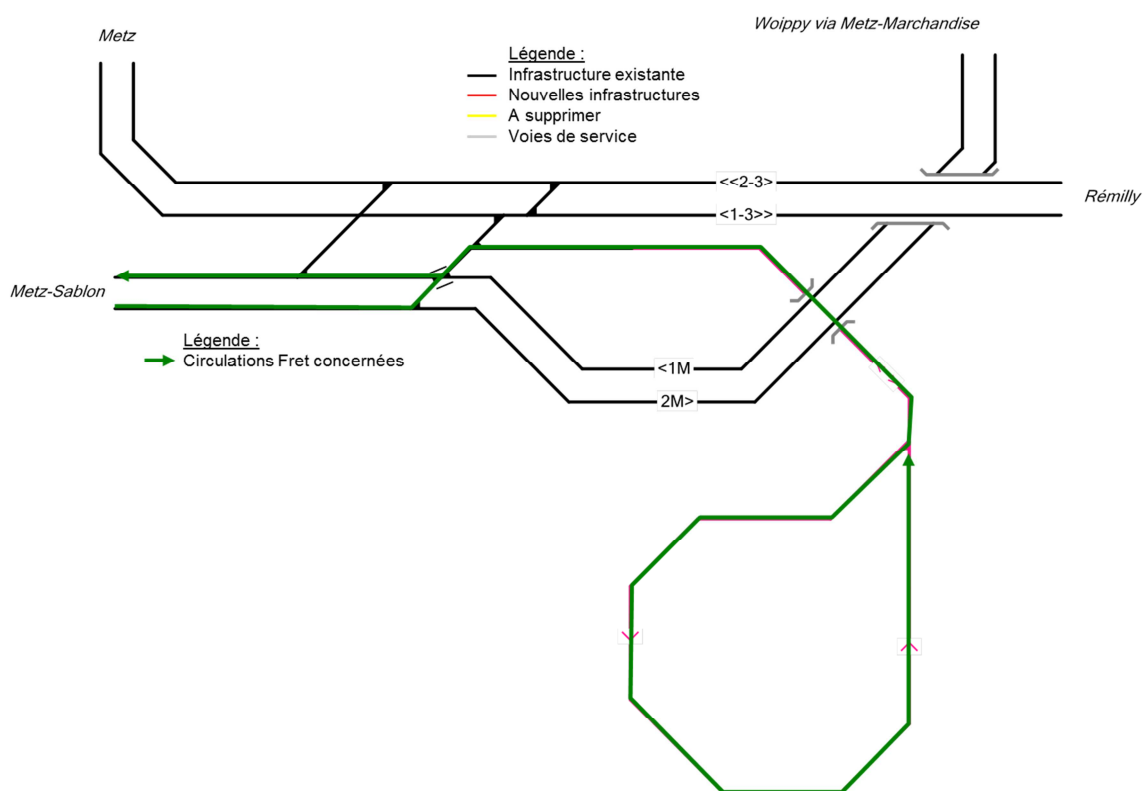 Metz
Woippy via Metz-Marchandise
Légende :
Infrastructure existante
Nouvelles infrastructures
A supprimer
Voies de service
<<2-3>
<1-3>>
Rémilly
Metz-Sablon
Légende :
Circulations Fret concernées
<1M
2M>